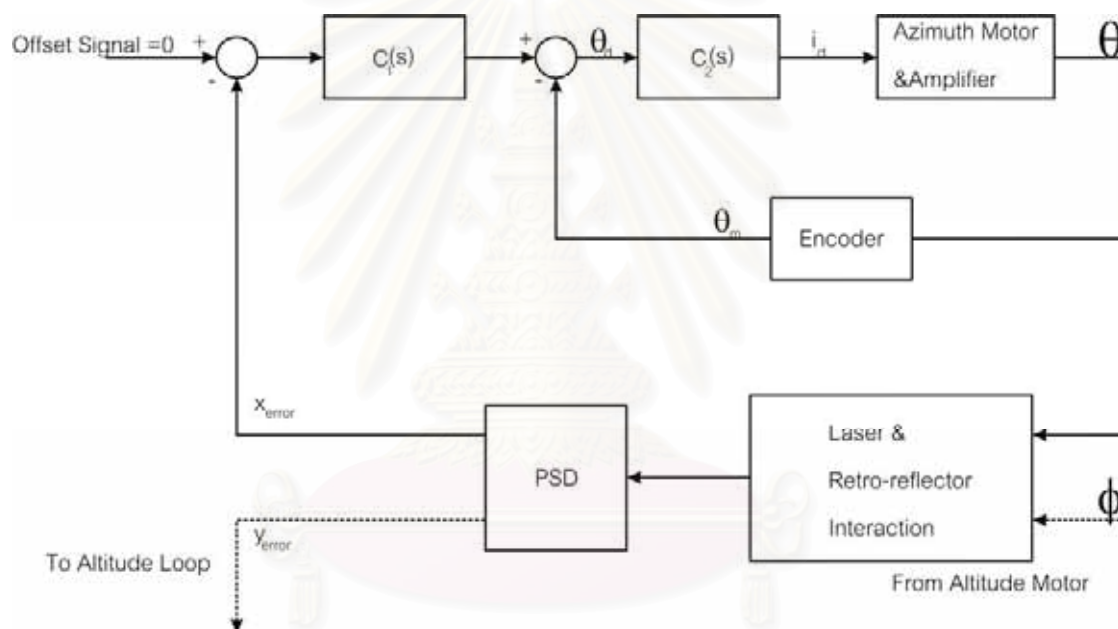 Offset Signal =0
+
-
C₁(s)
+
-
θd
C₂(s)
id
Azimuth Motor
&Amplifier
θ
θm
Encoder
xerror
PSD
Laser &
Retro-reflector
Interaction
ϕ
yerror
To Altitude Loop
From Altitude Motor